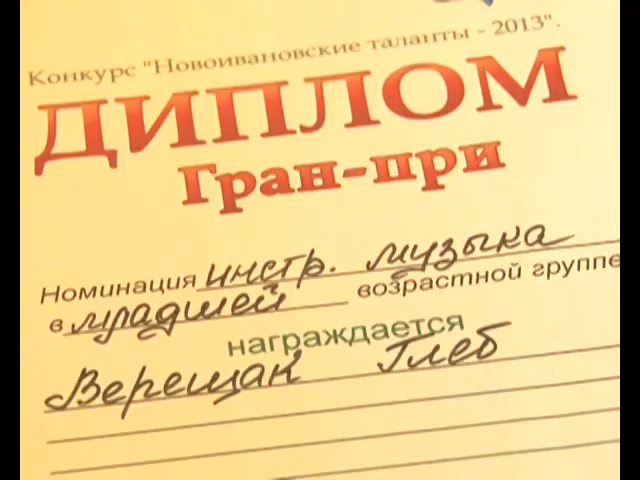 Конкурс "Новоивановские таланты - 2013".
ДИПЛОМ
Гран-при
Номинация инстр. музыка
в младшей возрастной группе
награждается
Верещак Глеб